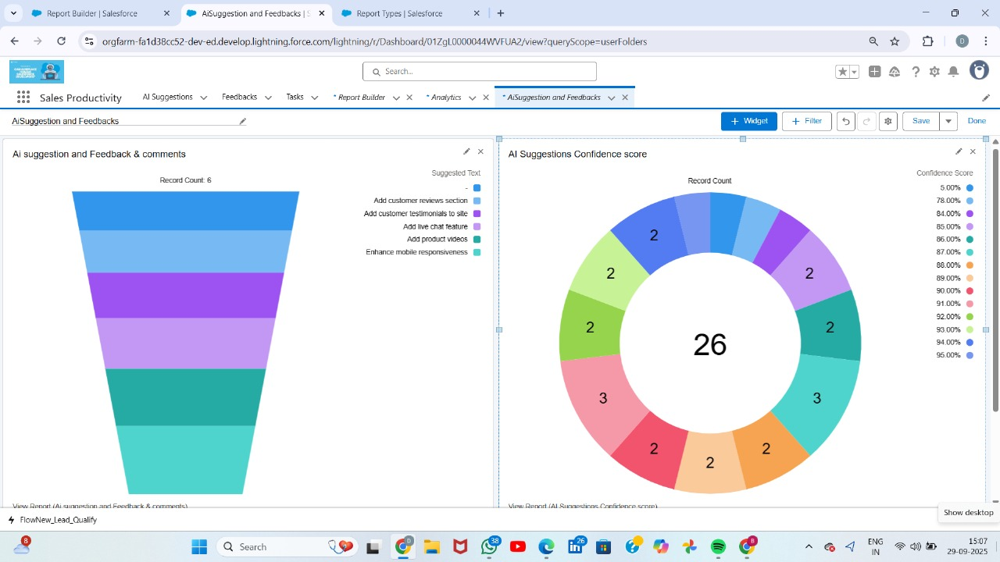 Report Builder | Salesforce
AiSuggestion and Feedbacks | S
Report Types | Salesforce
orgfarm-fa1d38cc52-dev-ed.develop.lightning.force.com/lightning/r/Dashboard/01ZgL0000044WVFUA2/view?queryScope=userFolders
D
Search...
Sales Productivity
AI Suggestions
Feedbacks
Tasks
* Report Builder
* Analytics
* AiSuggestion and Feedbacks
AiSuggestion and Feedbacks
+ Widget
+ Filter
Save
Done
Ai suggestion and Feedback & comments
Record Count: 6
Suggested Text
-
Add customer reviews section
Add customer testimonials to site
Add live chat feature
Add product videos
Enhance mobile responsiveness
View Report (Ai suggestion and Feedback & comments)
AI Suggestions Confidence score
Record Count
2
2
2
3
2
2
2
3
2
2
2
26
Confidence Score
5.00%
78.00%
84.00%
85.00%
86.00%
87.00%
88.00%
89.00%
90.00%
91.00%
92.00%
93.00%
94.00%
95.00%
View Report (AI Suggestions Confidence score)
Show desktop
FlowNew_Lead_Qualify
8
Search
38
26
8
ENG
IN
15:07
29-09-2025